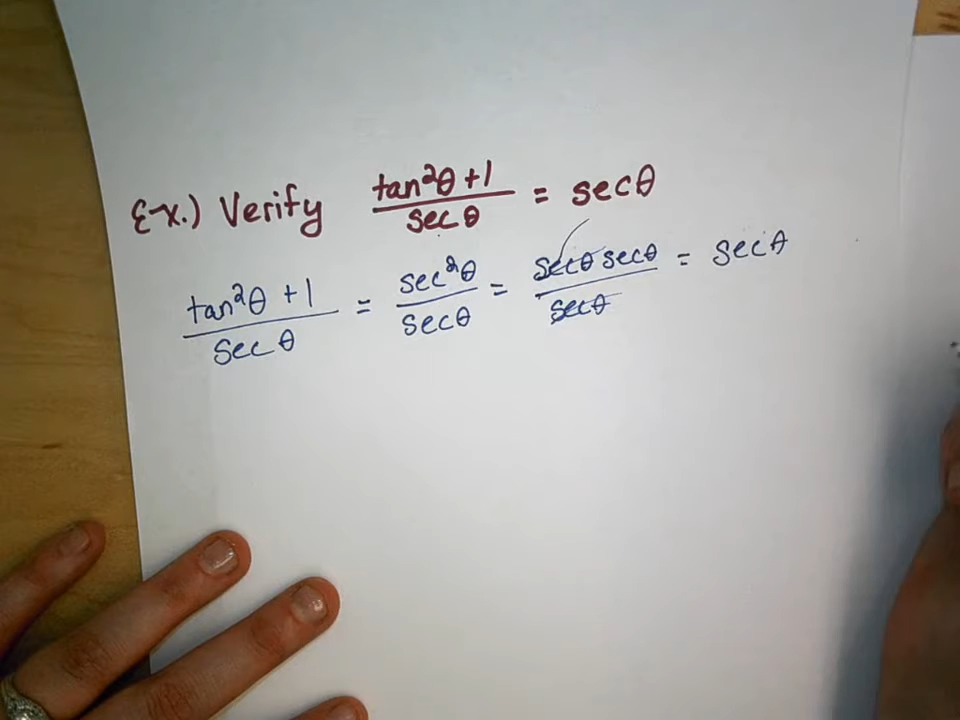 Ex.) Verify (tan²θ +1)/(secθ) = secθ
(tan²θ +1)/(secθ) = (sec²θ)/(secθ) = (secθ secθ)/(secθ) = secθ